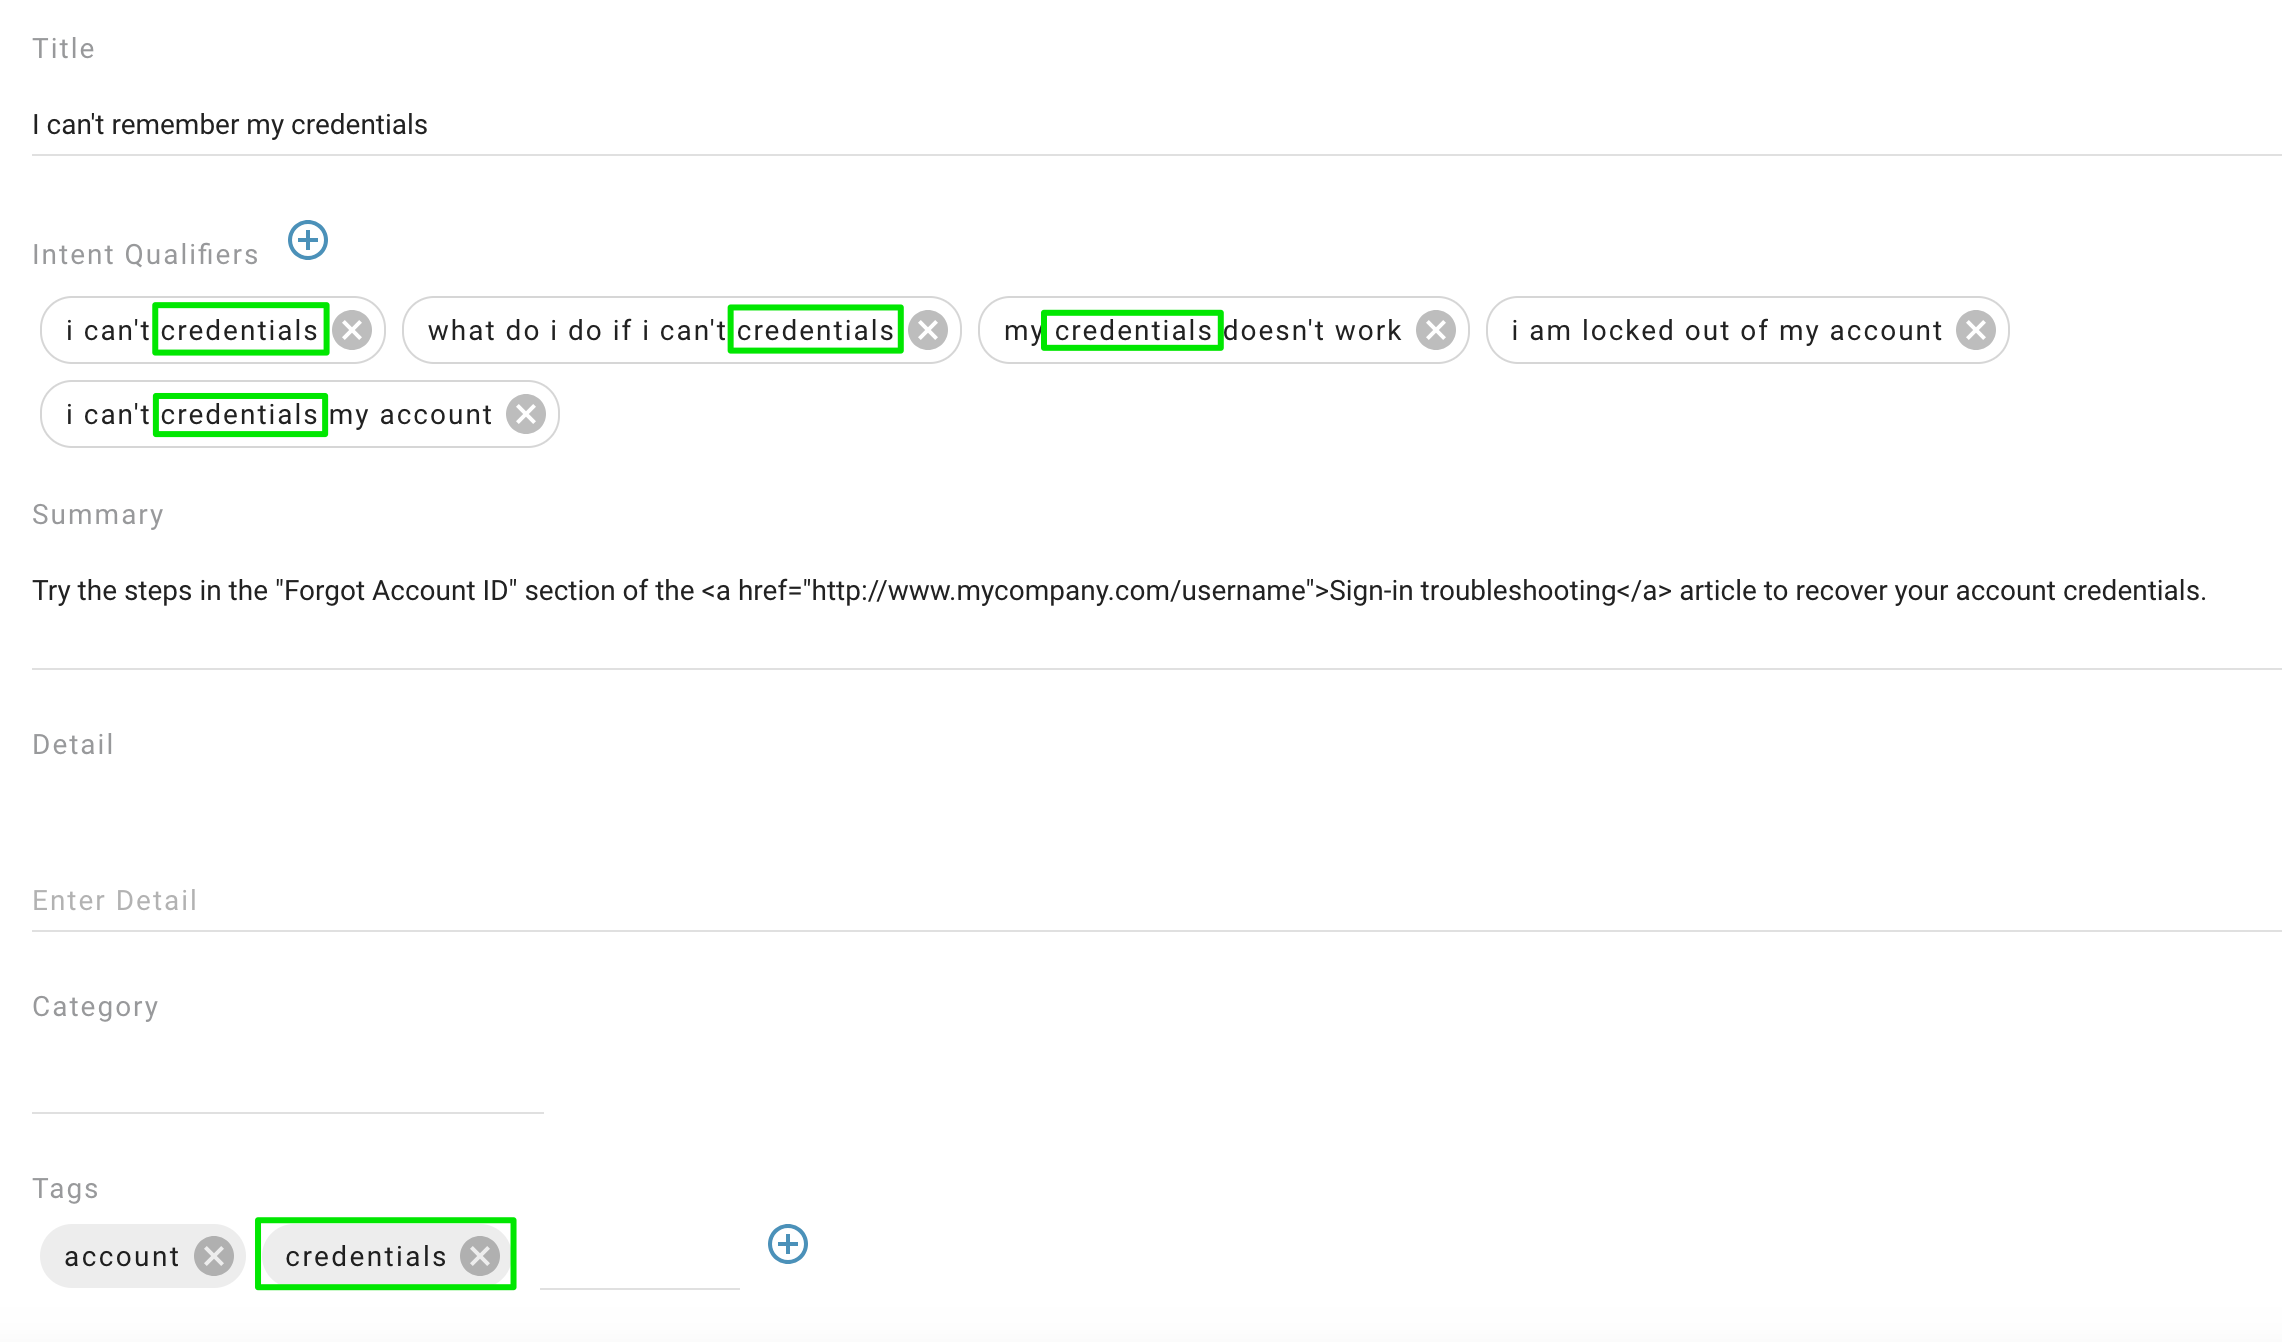 Title
I can't remember my credentials
Intent Qualifiers
i can't credentials what do i do if i can't credentials my credentials doesn't work i am locked out of my account
i can't credentials my account
Summary
Try the steps in the "Forgot Account ID" section of the <a href="http://www.mycompany.com/username">Sign-in troubleshooting</a> article to recover your account credentials.
Detail
Enter Detail
Category
Tags
account credentials